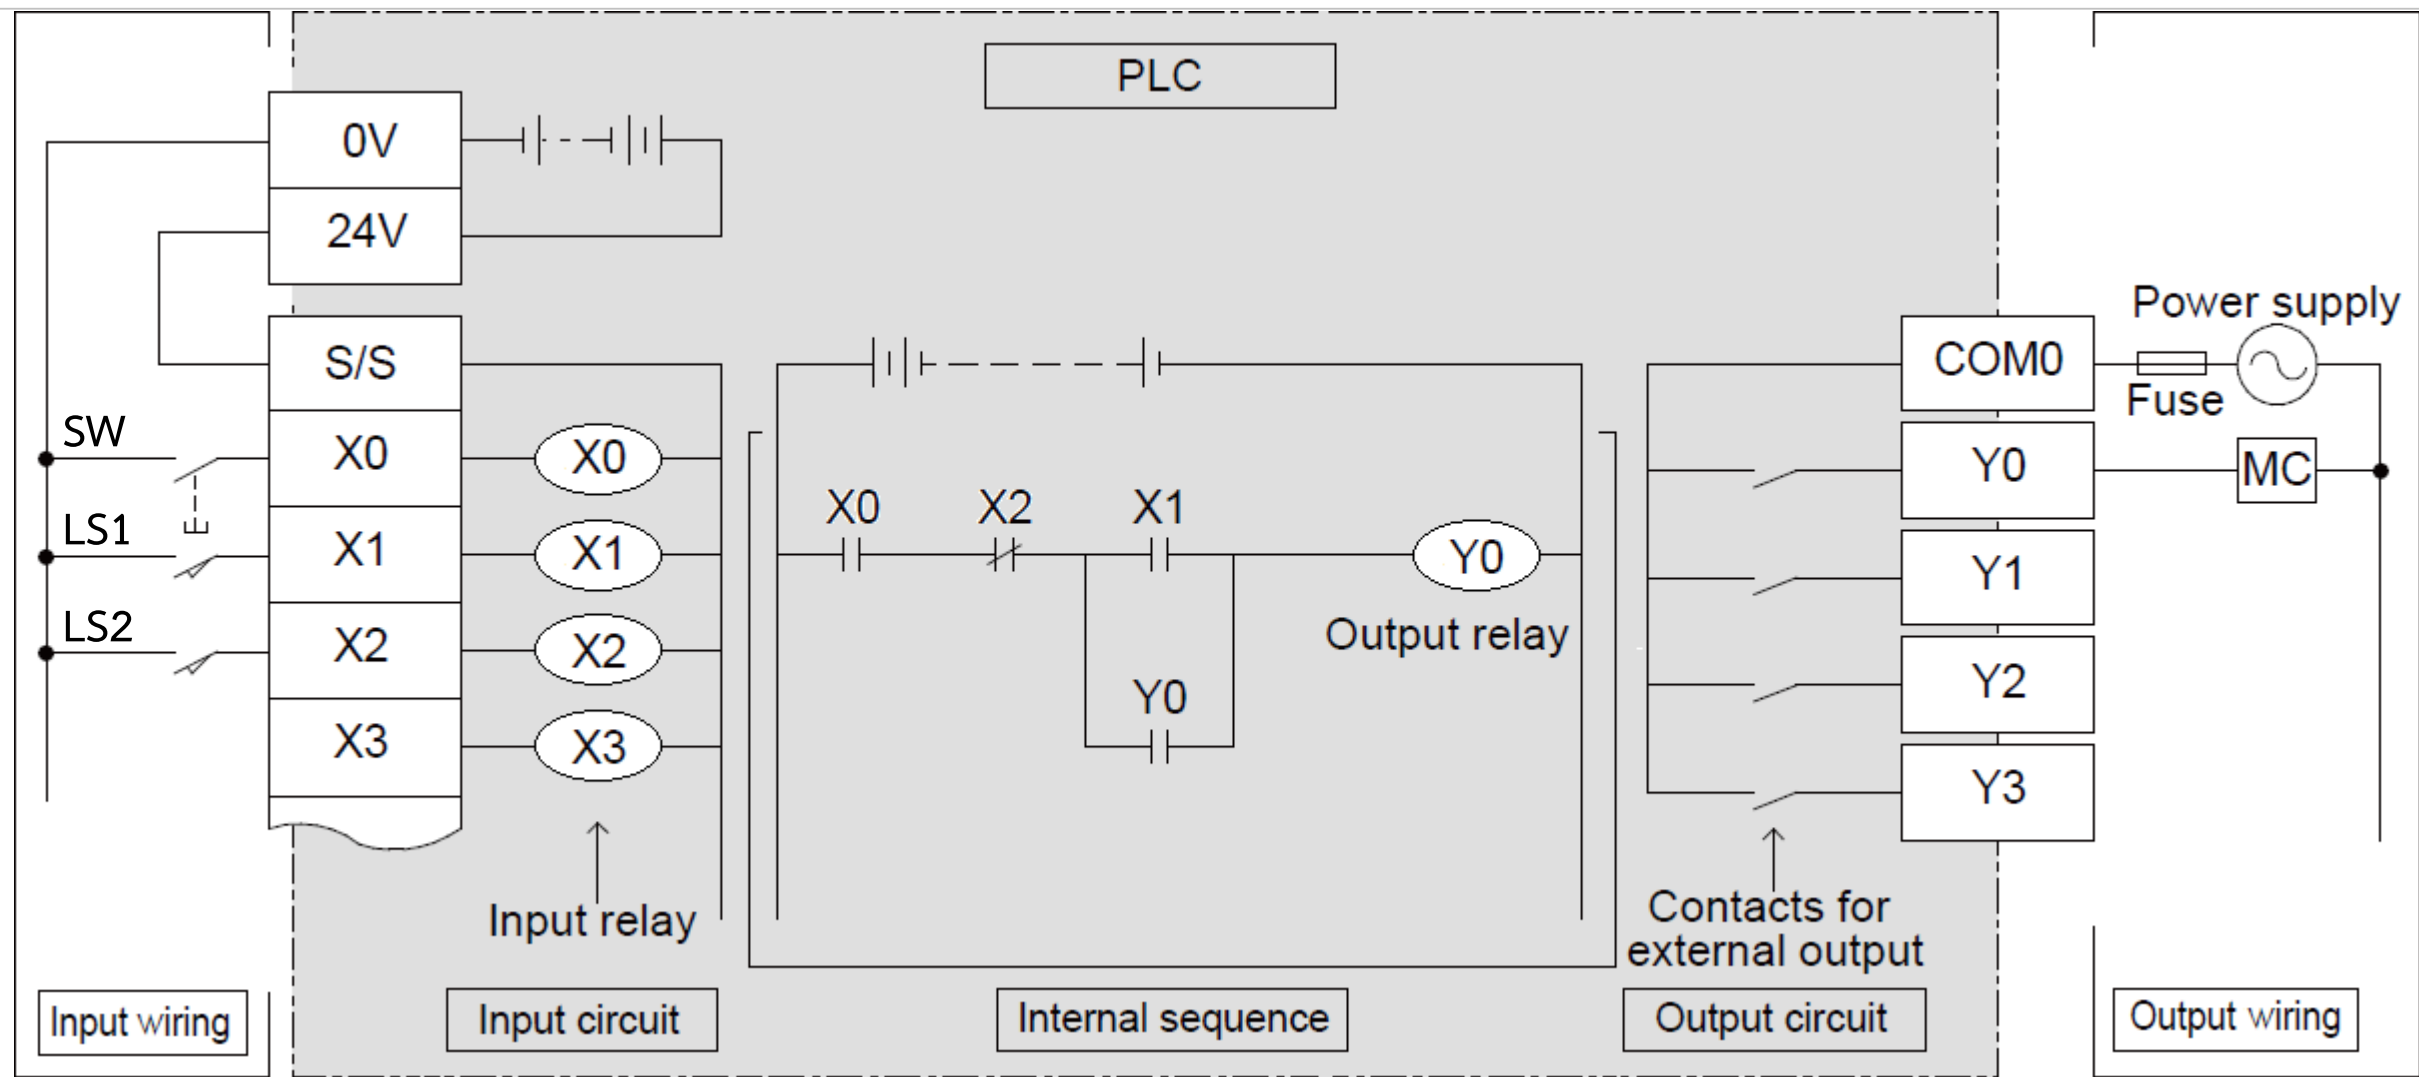 PLC
0V
24V
S/S
X0
X1
X2
X3
SW
LS1
LS2
X0
X1
X2
X3
Input relay
X0
X2
X1
Y0
Y0
Output relay
COM0
Y0
Y1
Y2
Y3
Contacts for
external output
Power supply
Fuse
MC
Input wiring
Input circuit
Internal sequence
Output circuit
Output wiring